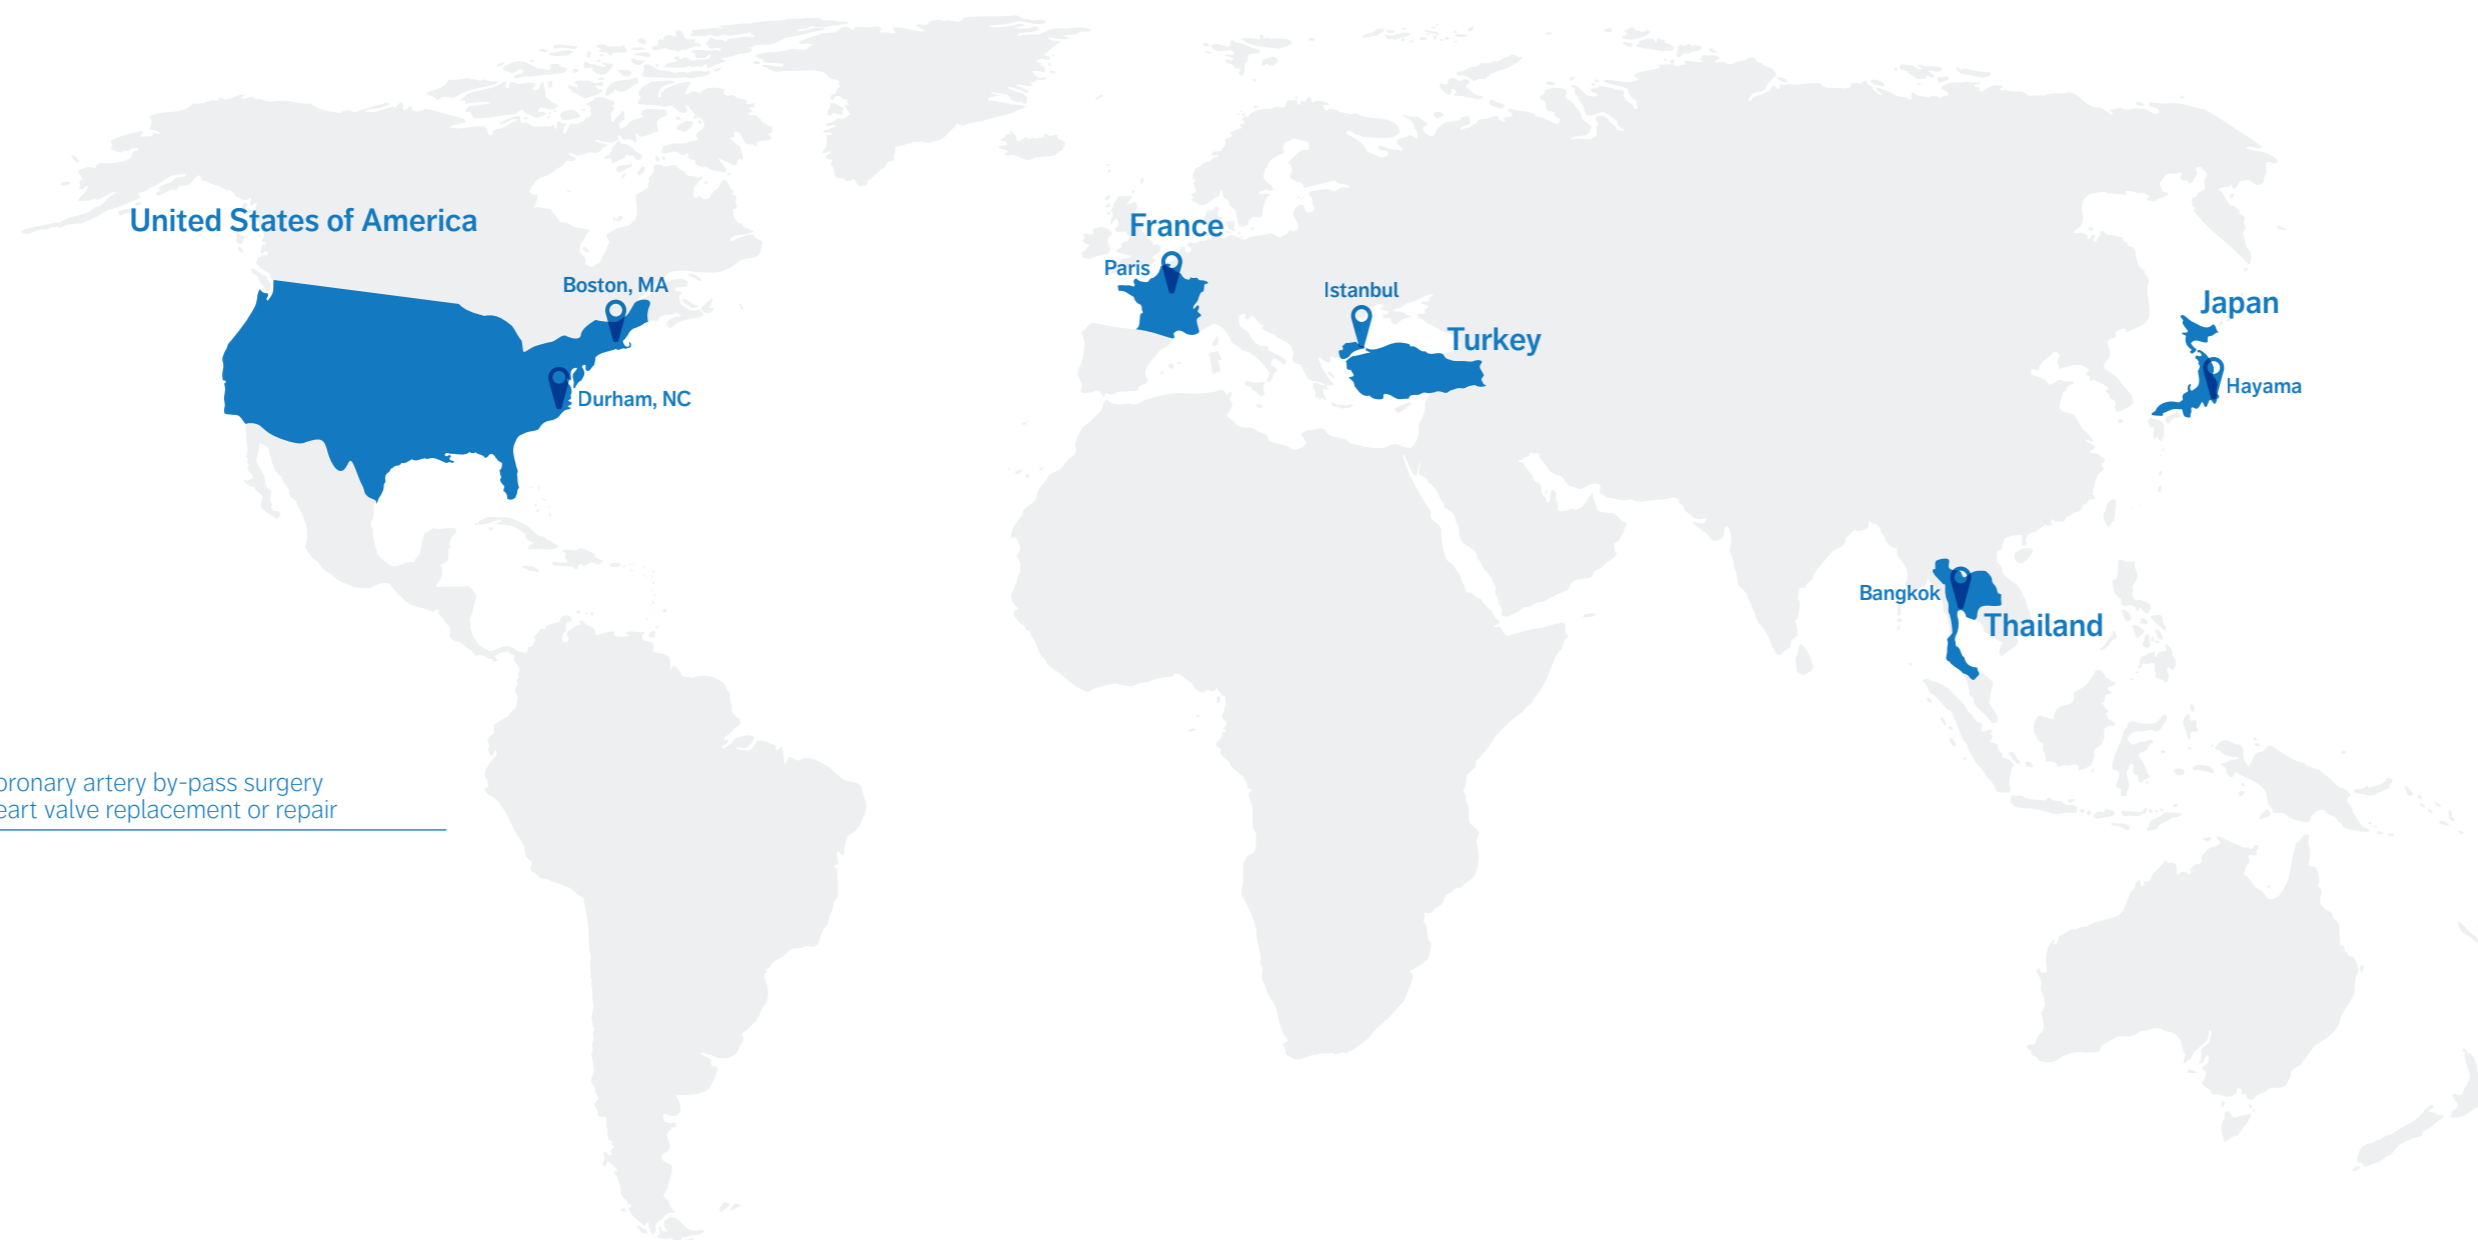 United States of America
France
Paris
Boston, MA
Istanbul
Japan
Turkey
Hayama
Durham, NC
Bangkok
Thailand
oronary artery by-pass surgery
eart valve replacement or repair